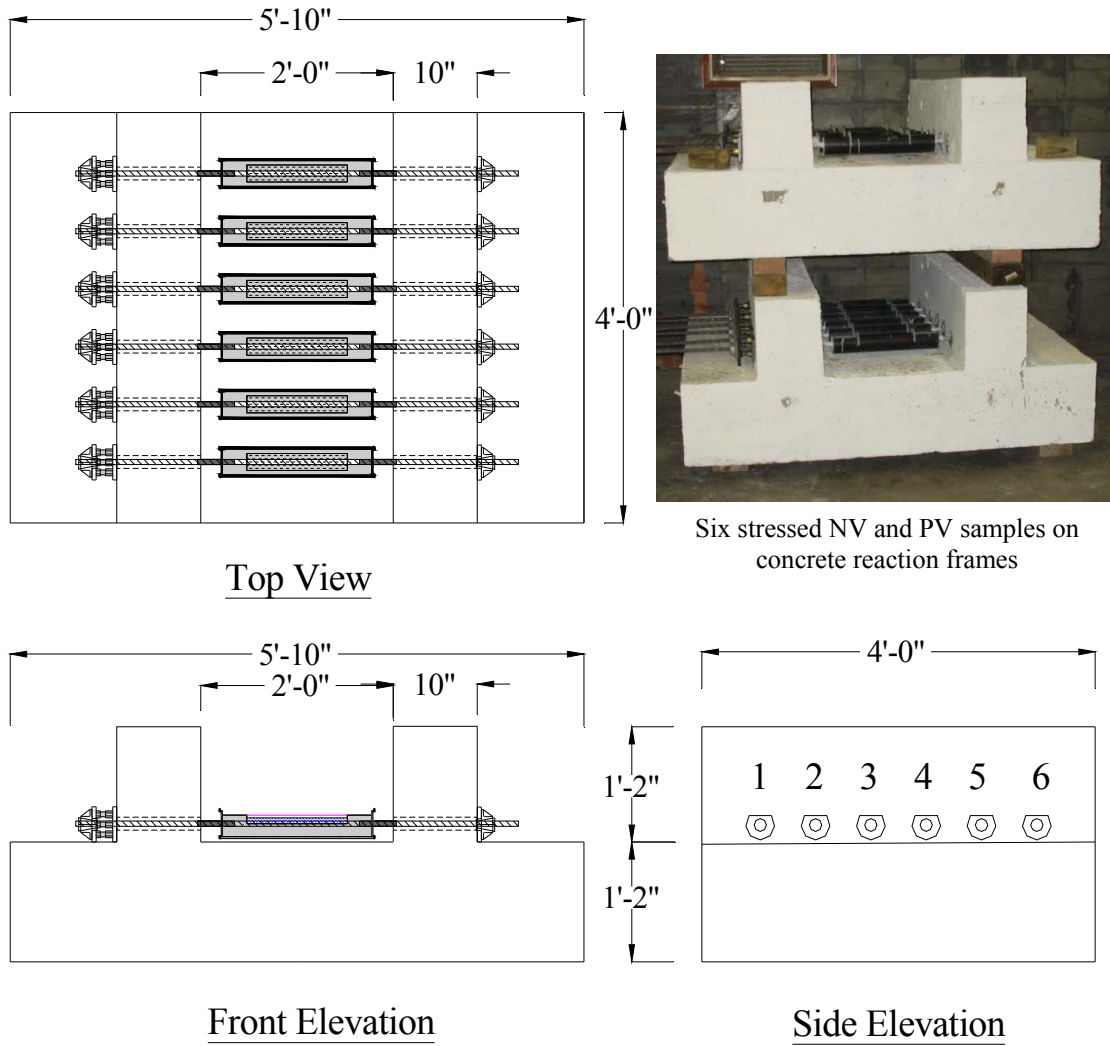 5'-10"
2'-0"
10"
4'-0"
Top View
Six stressed NV and PV samples on
concrete reaction frames
5'-10"
2'-0"
10"
1'-2"
1'-2"
Front Elevation
4'-0"
1 2 3 4 5 6
Side Elevation